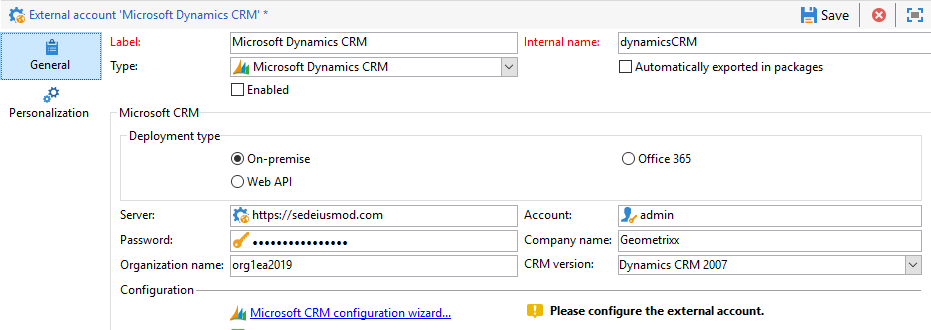 External account 'Microsoft Dynamics CRM' *
Save
General
Personalization
Label: Microsoft Dynamics CRM Internal name: dynamicsCRM
Type: Microsoft Dynamics CRM Automatically exported in packages
Enabled
Microsoft CRM
Deployment type
On-premise Office 365
Web API
Server: https://sedeiusmod.com Account: admin
Password: •••••••••••••••• Company name: Geometrixx
Organization name: org1ea2019 CRM version: Dynamics CRM 2007
Configuration
Microsoft CRM configuration wizard... Please configure the external account.